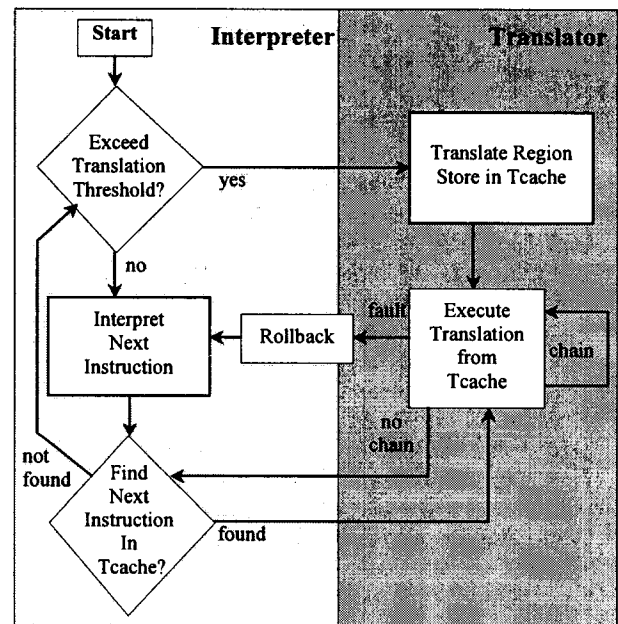 Start
Interpreter
Translator
Exceed
Translation
Threshold?
yes
Translate Region
Store in Tcache
no
Interpret
Next
Instruction
Rollback
fault
Execute
Translation
from
Tcache
chain
no
chain
not
found
Find
Next
Instruction
In
Tcache?
found